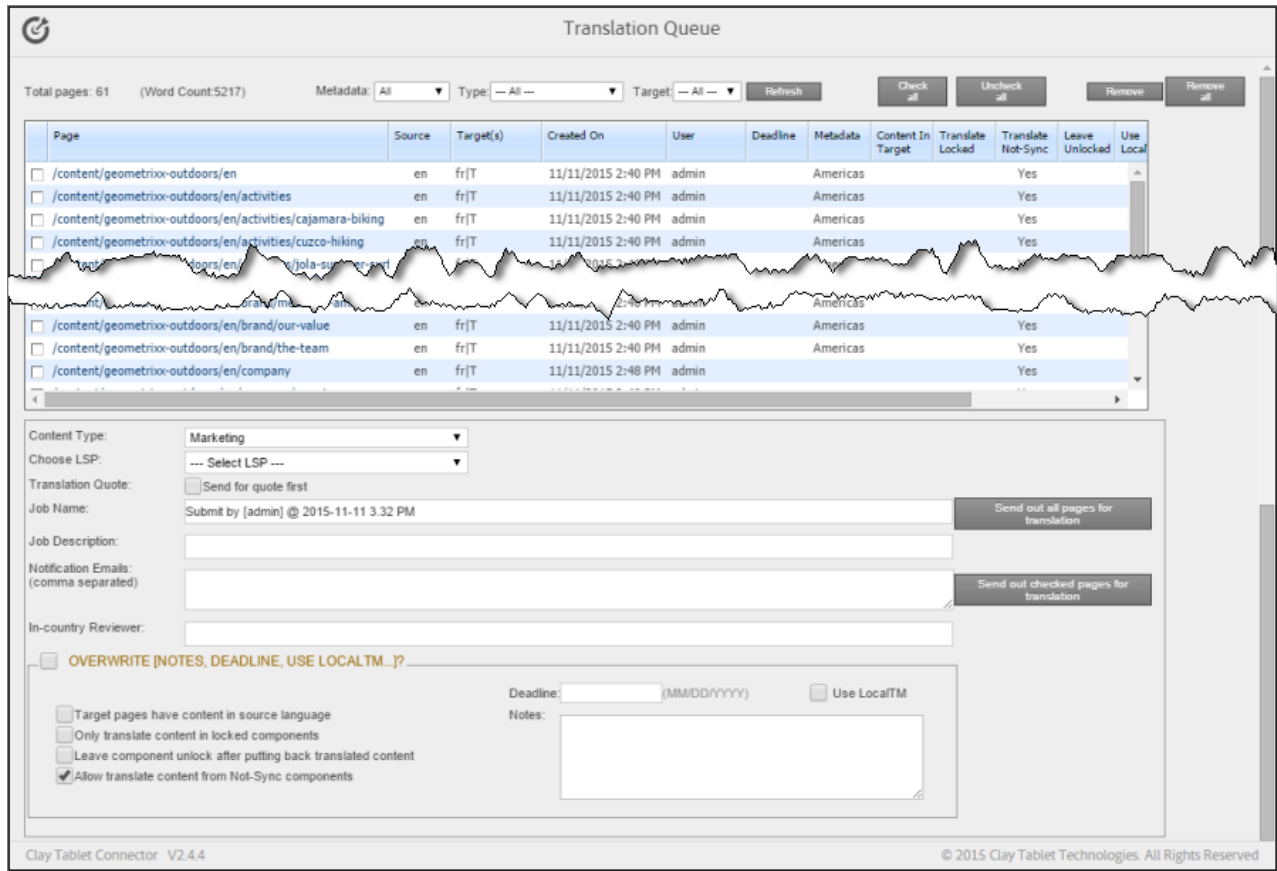 Translation Queue
Total pages: 61 (Word Count:5217) Metadata: All Type: --- All --- Target: --- All --- Refresh Check all Uncheck all Remove Remove all
Page Source Target(s) Created On User Deadline Metadata Content In Target Translate Locked Translate Not-Sync Leave Unlocked Use Local
/content/geometrixx-outdoors/en en fr|T 11/11/2015 2:40 PM admin Americas Yes
/content/geometrixx-outdoors/en/activities en fr|T 11/11/2015 2:40 PM admin Americas Yes
/content/geometrixx-outdoors/en/activities/cajamara-biking en fr|T 11/11/2015 2:40 PM admin Americas Yes
/content/geometrixx-outdoors/en/activities/cuzco-hiking en fr|T 11/11/2015 2:40 PM admin Americas Yes
/content/geometrixx-outdoors/en/brand/our-value en fr|T 11/11/2015 2:40 PM admin Americas Yes
/content/geometrixx-outdoors/en/brand/the-team en fr|T 11/11/2015 2:40 PM admin Americas Yes
/content/geometrixx-outdoors/en/company en fr|T 11/11/2015 2:48 PM admin Yes
Content Type: Marketing
Choose LSP: --- Select LSP ---
Translation Quote: Send for quote first
Job Name: Submit by [admin] @ 2015-11-11 3.32 PM Send out all pages for translation
Job Description:
Notification Emails:
(comma separated) Send out checked pages for translation
In-country Reviewer:
OVERWRITE [NOTES, DEADLINE, USE LOCALTM...]?
Deadline: (MM/DD/YYYY) Use LocalTM
Target pages have content in source language Notes:
Only translate content in locked components
Leave component unlock after putting back translated content
Allow translate content from Not-Sync components
Clay Tablet Connector V2.4.4 © 2015 Clay Tablet Technologies. All Rights Reserved